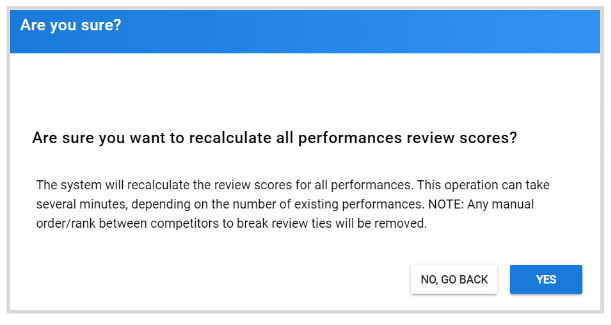 Are you sure?
Are sure you want to recalculate all performances review scores?
The system will recalculate the review scores for all performances. This operation can take
several minutes, depending on the number of existing performances. NOTE: Any manual
order/rank between competitors to break review ties will be removed.
NO, GO BACK
YES